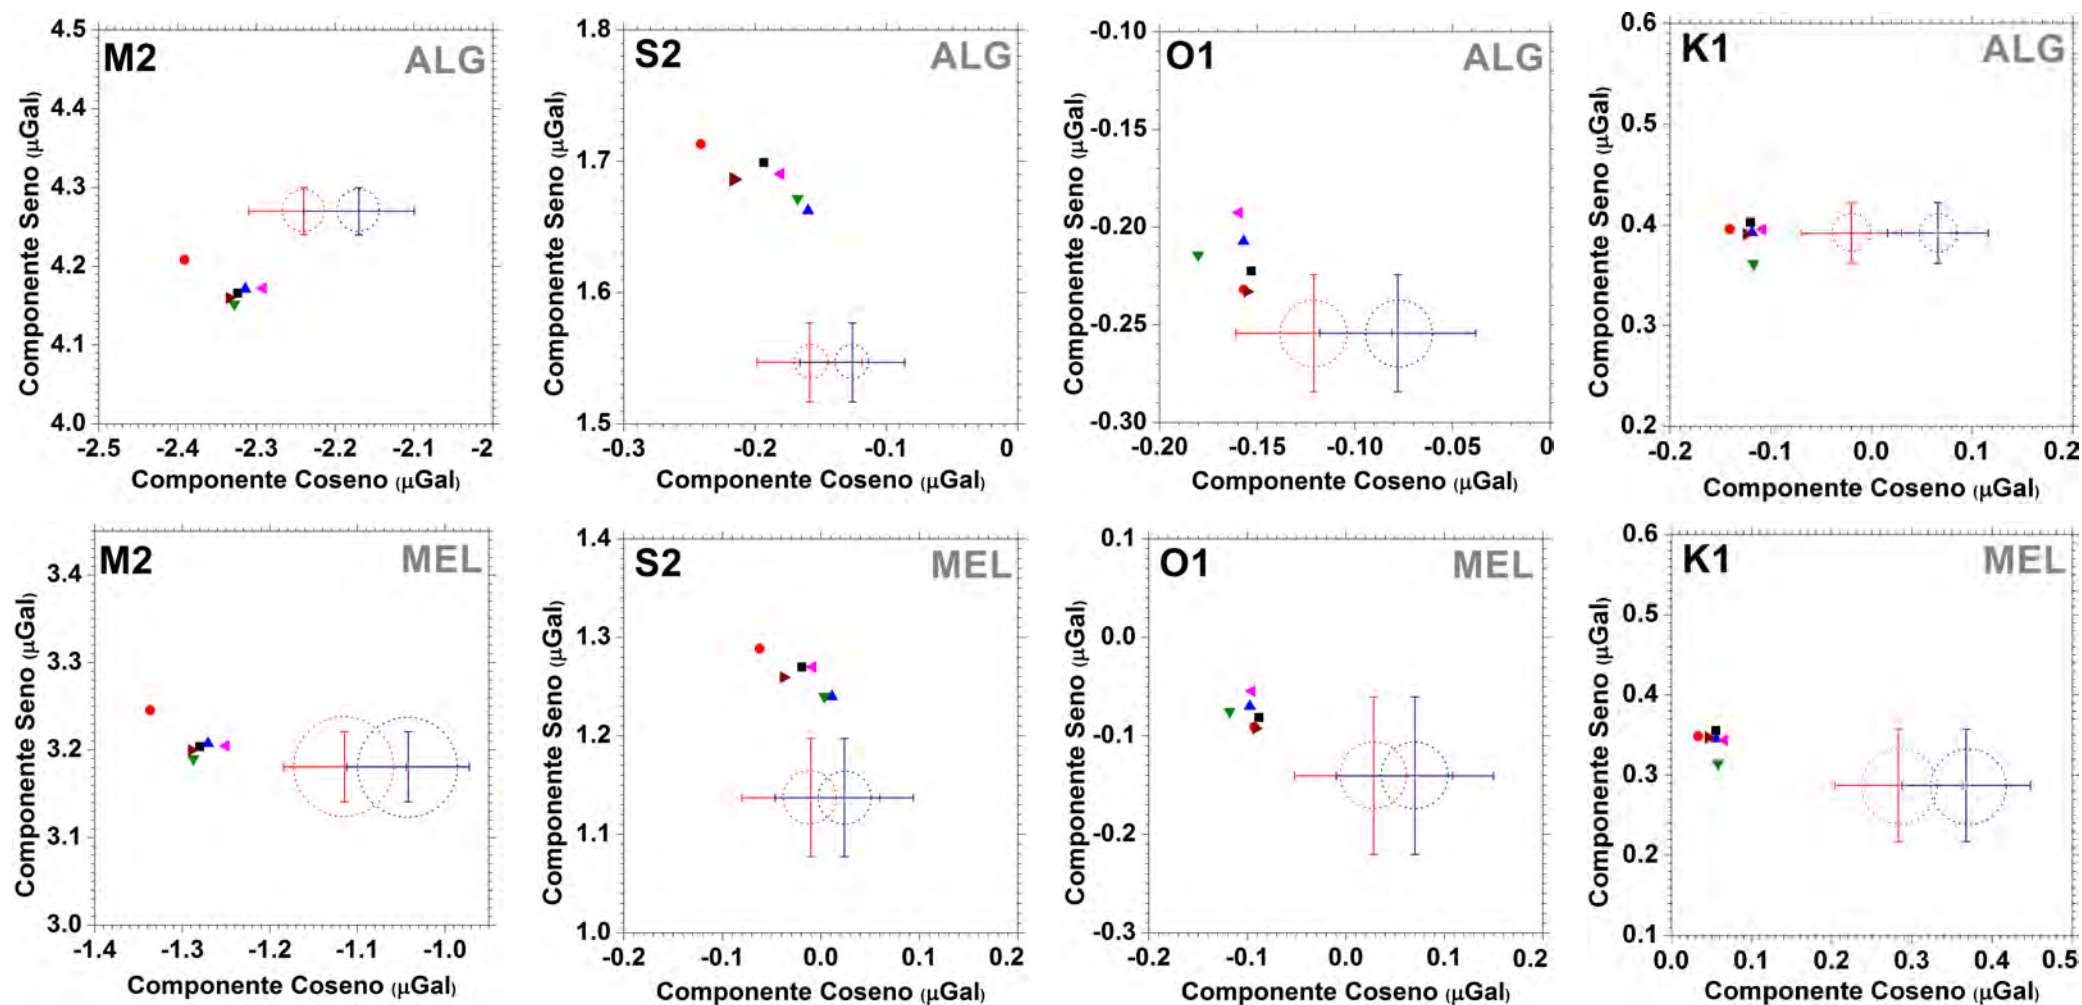 M2 ALG
4.5
4.4
4.3
4.2
4.1
4.0
-2.5 -2.4 -2.3 -2.2 -2.1 -2
Componente Seno (μGal)
Componente Coseno (μGal)
S2 ALG
1.8
1.7
1.6
1.5
-0.3 -0.2 -0.1 0
Componente Seno (μGal)
Componente Coseno (μGal)
O1 ALG
-0.10
-0.15
-0.20
-0.25
-0.30
-0.20 -0.15 -0.10 -0.05 0
Componente Seno (μGal)
Componente Coseno (μGal)
K1 ALG
0.6
0.5
0.4
0.3
0.2
-0.2 -0.1 0.0 0.1 0.2
Componente Seno (μGal)
Componente Coseno (μGal)
M2 MEL
3.4
3.3
3.2
3.1
3.0
-1.4 -1.3 -1.2 -1.1 -1.0
Componente Seno (μGal)
Componente Coseno (μGal)
S2 MEL
1.4
1.3
1.2
1.1
1.0
-0.2 -0.1 0.0 0.1 0.2
Componente Seno (μGal)
Componente Coseno (μGal)
O1 MEL
0.1
0.0
-0.1
-0.2
-0.3
-0.2 -0.1 0.0 0.1 0.2
Componente Seno (μGal)
Componente Coseno (μGal)
K1 MEL
0.6
0.5
0.4
0.3
0.2
0.1
0.0 0.1 0.2 0.3 0.4 0.5
Componente Seno (μGal)
Componente Coseno (μGal)